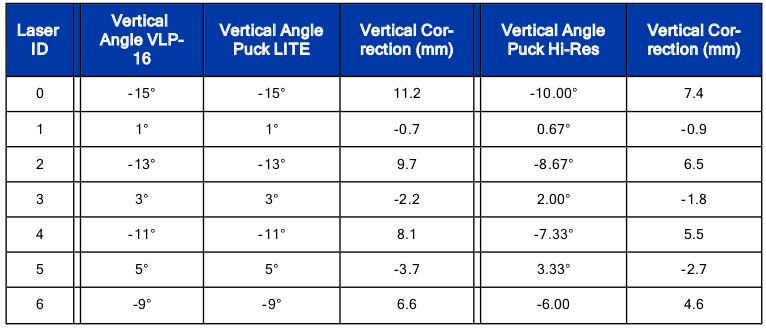 Laser ID | Vertical Angle VLP-16 | Vertical Angle Puck LITE | Vertical Cor-rection (mm) | Vertical Angle Puck Hi-Res | Vertical Cor-rection (mm)
0 | -15° | -15° | 11.2 | -10.00° | 7.4
1 | 1° | 1° | -0.7 | 0.67° | -0.9
2 | -13° | -13° | 9.7 | -8.67° | 6.5
3 | 3° | 3° | -2.2 | 2.00° | -1.8
4 | -11° | -11° | 8.1 | -7.33° | 5.5
5 | 5° | 5° | -3.7 | 3.33° | -2.7
6 | -9° | -9° | 6.6 | -6.00 | 4.6